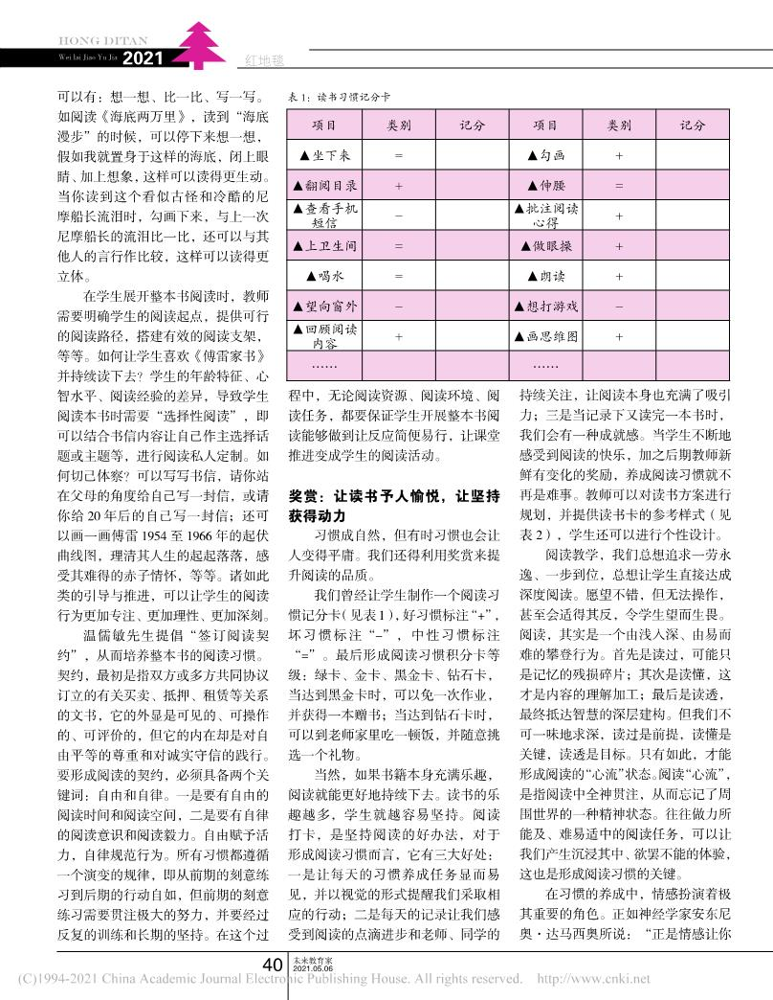 HONG DITAN
Wei lai Jiao Yu Jia 2021
红地毯
可以有：想一想、比一比、写一写。
如阅读《海底两万里》，读到“海底
漫步”的时候，可以停下来想一想，
假如我就置身于这样的海底，闭上眼
睛、加上想象，这样可以读得更生动。
当你读到这个看似古怪和冷酷的尼
摩船长流泪时，勾画下来，与上一次
尼摩船长的流泪比一比，还可以与其
他人的言行作比较，这样可以读得更
立体。
在学生展开整本书阅读时，教师
需要明确学生的阅读起点，提供可行
的阅读路径，搭建有效的阅读支架，
等等。如何让学生喜欢《傅雷家书》
并持续读下去？学生的年龄特征、心
智水平、阅读经验的差异，导致学生
阅读本书时需要“选择性阅读”，即
可以结合书信内容让自己作主选择话
题或主题等，进行阅读私人定制。如
何切己体察？可以写写书信，请你站
在父母的角度给自己写一封信，或请
你给 20 年后的自己写一封信；还可
以画一画傅雷 1954 至 1966 年的起伏
曲线图，理清其人生的起起落落，感
受其难得的赤子情怀，等等。诸如此
类的引导与推进，可以让学生的阅读
行为更加专注、更加理性、更加深刻。
温儒敏先生提倡“签订阅读契
约”，从而培养整本书的阅读习惯。
契约，最初是指双方或多方共同协议
订立的有关买卖、抵押、租赁等关系
的文书，它的外显是可见的、可操作
的、可评价的，但它的内在却是对自
由平等的尊重和对诚实守信的践行。
要形成阅读的契约，必须具备两个关
键词：自由和自律。一是要有自由的
阅读时间和阅读空间，二是要有自律
的阅读意识和阅读毅力。自由赋予活
力，自律规范行为。所有习惯都遵循
一个演变的规律，即从前期的刻意练
习到后期的行动自如，但前期的刻意
练习需要贯注极大的努力，并要经过
反复的训练和长期的坚持。在这个过
表 1：读书习惯记分卡
项目 类别 记分 项目 类别 记分
▲坐下来 = ▲勾画 +
▲翻阅目录 + ▲伸腰 =
▲查看手机短信 − ▲批注阅读心得 +
▲上卫生间 = ▲做眼操 +
▲喝水 = ▲朗读 +
▲望向窗外 − ▲想打游戏 −
▲回顾阅读内容 + ▲画思维图 +
…… ……
程中，无论阅读资源、阅读环境、阅
读任务，都要保证学生开展整本书阅
读能够做到让反应简便易行，让课堂
推进变成学生的阅读活动。
奖赏：让读书予人愉悦，让坚持
获得动力
习惯成自然，但有时习惯也会让
人变得平庸。我们还得利用奖赏来提
升阅读的品质。
我们曾经让学生制作一个阅读习
惯记分卡（见表 1），好习惯标注“+”，
坏习惯标注“−”，中性习惯标注
“=”。最后形成阅读习惯积分卡等
级：绿卡、金卡、黑金卡、钻石卡，
当达到黑金卡时，可以免一次作业，
并获得一本赠书；当达到钻石卡时，
可以到老师家里吃一顿饭，并随意挑
选一个礼物。
当然，如果书籍本身充满乐趣，
阅读就能更好地持续下去。读书的乐
趣越多，学生就越容易坚持。阅读
打卡，是坚持阅读的好办法，对于
形成阅读习惯而言，它有三大好处：
一是让每天的习惯养成任务显而易
见，并以视觉的形式提醒我们采取相
应的行动；二是每天的记录让我们感
受到阅读的点滴进步和老师、同学的
持续关注，让阅读本身也充满了吸引
力；三是当记录下又读完一本书时，
我们会有一种成就感。当学生不断地
感受到阅读的快乐，加之后期教师新
鲜有变化的奖励，养成阅读习惯就不
再是难事。教师可以对读书方案进行
规划，并提供读书卡的参考样式（见
表 2），学生还可以进行个性设计。
阅读教学，我们总想追求一劳永
逸、一步到位，总想让学生直接达成
深度阅读。愿望不错，但无法操作，
甚至会适得其反，令学生望而生畏。
阅读，其实是一个由浅入深、由易而
难的攀登行为。首先是读过，可能只
是记忆的残损碎片；其次是读懂，这
才是内容的理解加工；最后是读透，
最终抵达智慧的深层建构。但我们不
可一味地求深，读过是前提，读懂是
关键，读透是目标。只有如此，才能
形成阅读的“心流”状态。阅读“心流”，
是指阅读中全神贯注，从而忘记了周
围世界的一种精神状态。往往做力所
能及、难易适中的阅读任务，可以让
我们产生沉浸其中、欲罢不能的体验，
这也是形成阅读习惯的关键。
在习惯的养成中，情感扮演着极
其重要的角色。正如神经学家安东尼
奥·达马西奥所说：“正是情感让你
40 未来教育家
2021.05.06
(C)1994-2021 China Academic Journal Electronic Publishing House. All rights reserved. http://www.cnki.net